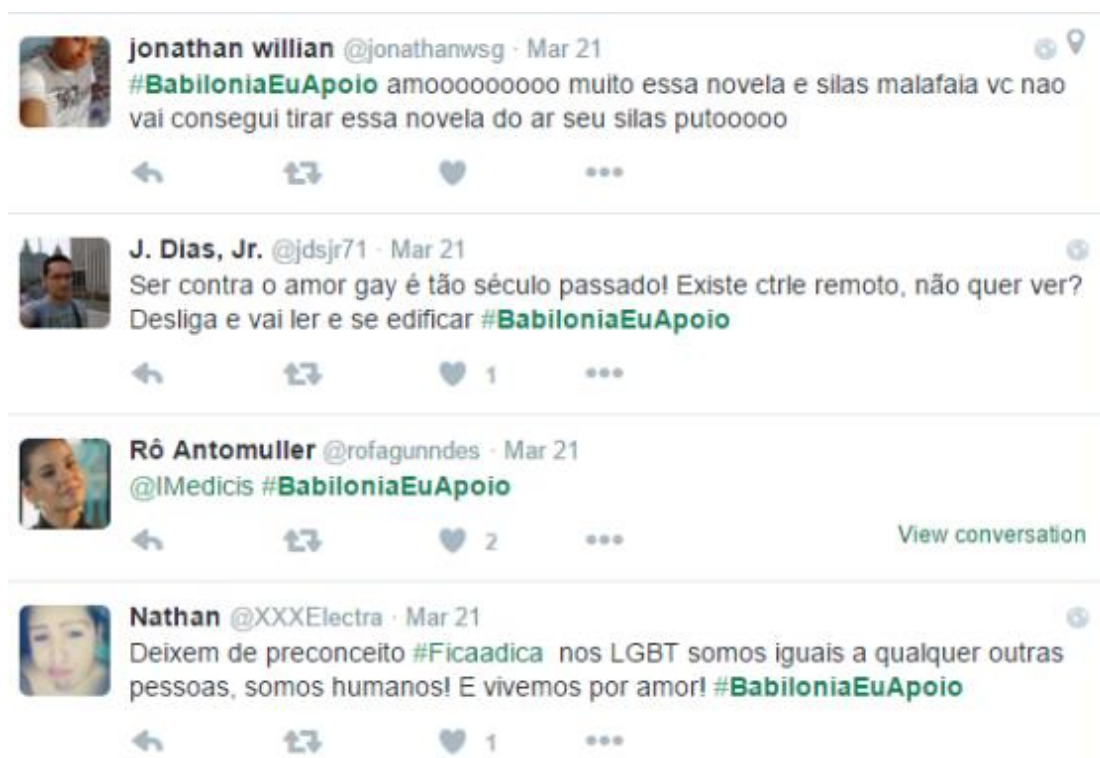 jonathan willian @jonathanwsg · Mar 21
#BabiloniaEuApoio amoooooooooo muito essa novela e silas malafaia vc nao
vai consegui tirar essa novela do ar seu silas putooooo
J. Dias, Jr. @jdsjr71 · Mar 21
Ser contra o amor gay é tão século passado! Existe ctrle remoto, não quer ver?
Desliga e vai ler e se edificar #BabiloniaEuApoio
1
Rô Antomuller @rofagunndes · Mar 21
@IMedicis #BabiloniaEuApoio
2
View conversation
Nathan @XXXElectra · Mar 21
Deixem de preconceito #Ficaadica nos LGBT somos iguais a qualquer outras
pessoas, somos humanos! E vivemos por amor! #BabiloniaEuApoio
1